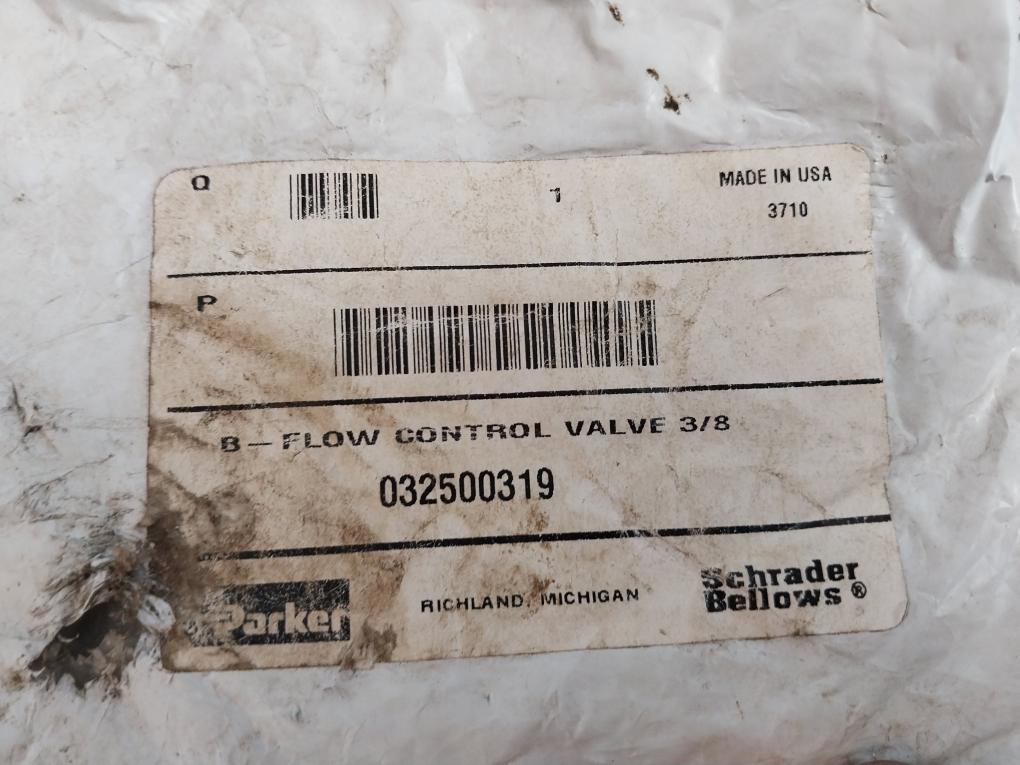 Q 1 MADE IN USA
3710
P
B-FLOW CONTROL VALVE 3/8
032500319
Parker RICHLAND, MICHIGAN Schrader
Bellows®